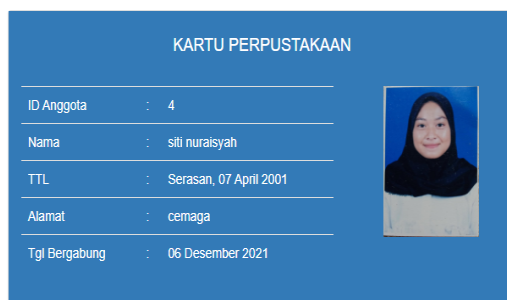 KARTU PERPUSTAKAAN
ID Anggota : 4
Nama : siti nuraisyah
TTL : Serasan, 07 April 2001
Alamat : cemaga
Tgl Bergabung : 06 Desember 2021